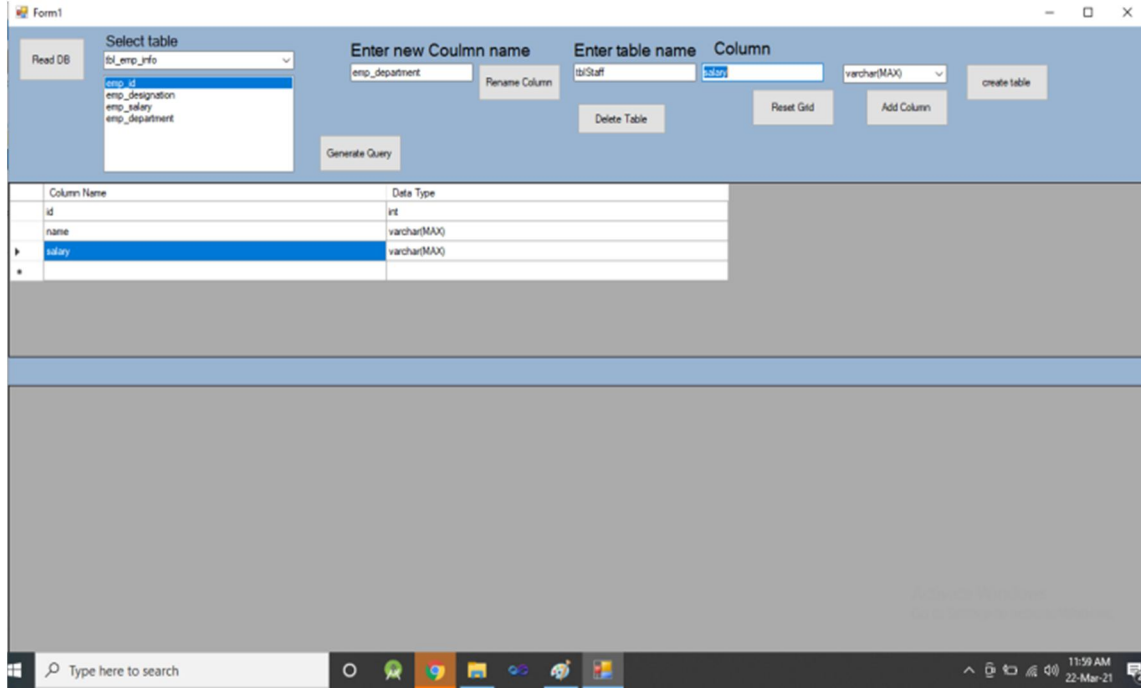 Form1
Read DB
Select table
tbl_emp_info
emp_id
emp_designation
emp_salary
emp_department
Generate Query
Enter new Coulmn name
emp_department
Rename Column
Enter table name
tblStaff
Delete Table
Column
salary
varchar(MAX)
Reset Grid
Add Column
create table
Column Name Data Type
id int
name varchar(MAX)
salary varchar(MAX)
Type here to search
11:59 AM
22-Mar-21